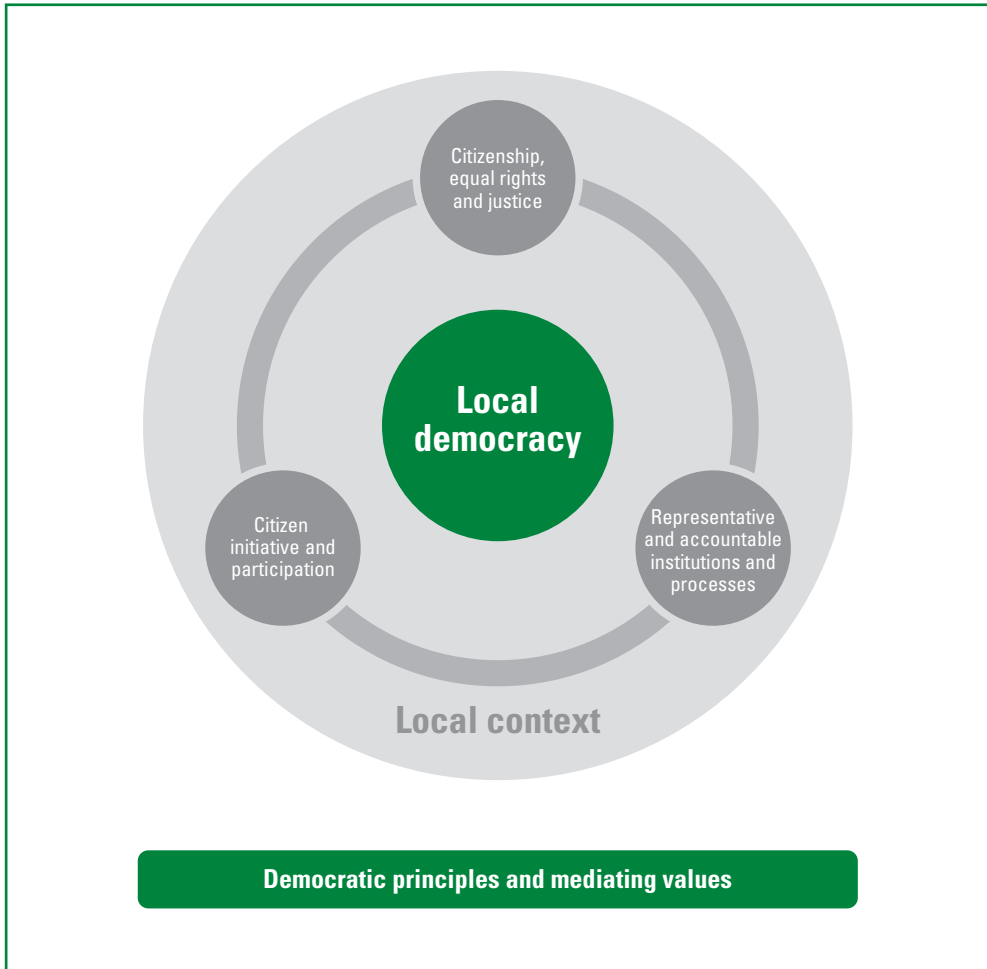 Citizenship,
equal rights
and justice
Local
democracy
Citizen
initiative and
participation
Representative
and accountable
institutions and
processes
Local context
Democratic principles and mediating values